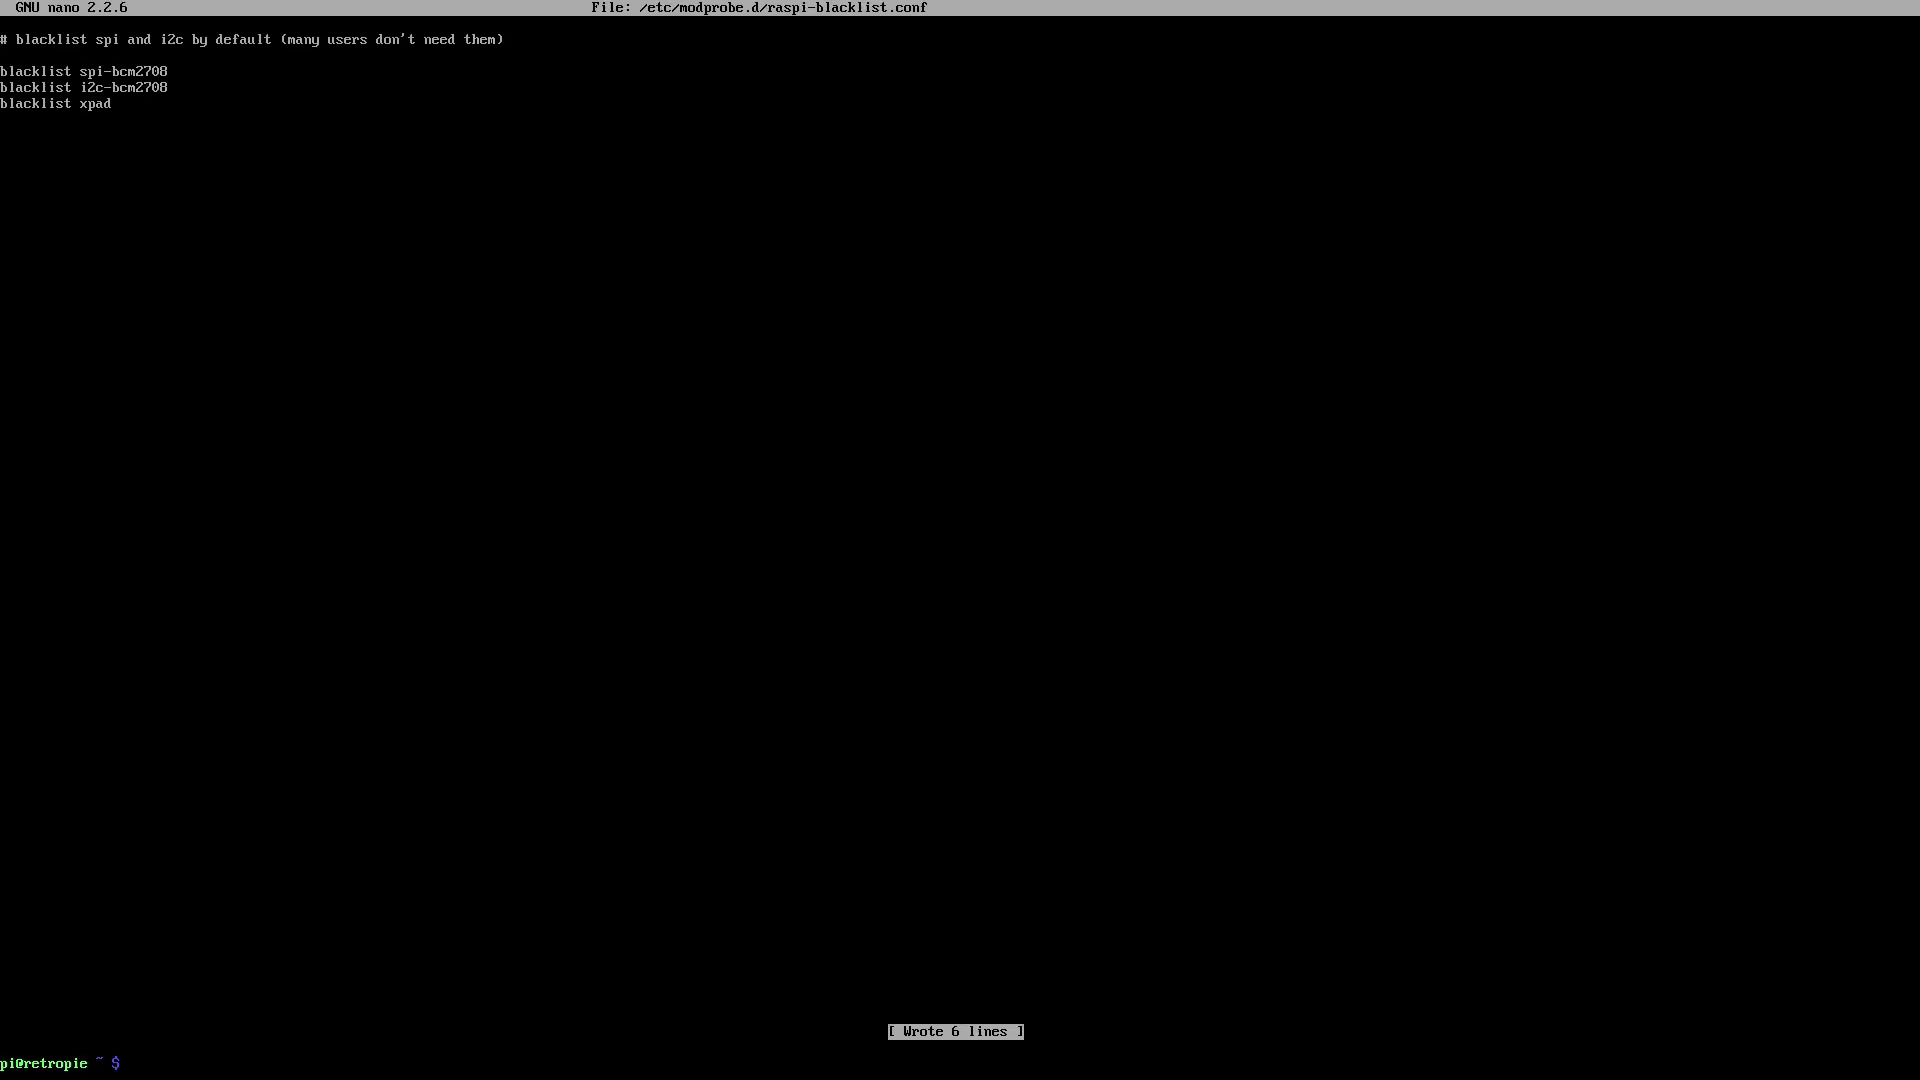 GNU nano 2.2.6 File: /etc/modprobe.d/raspi-blacklist.conf
# blacklist spi and i2c by default (many users don't need them)
blacklist spi-bcm2708
blacklist i2c-bcm2708
blacklist xpad
[ Wrote 6 lines ]
pi@retropie ~ $